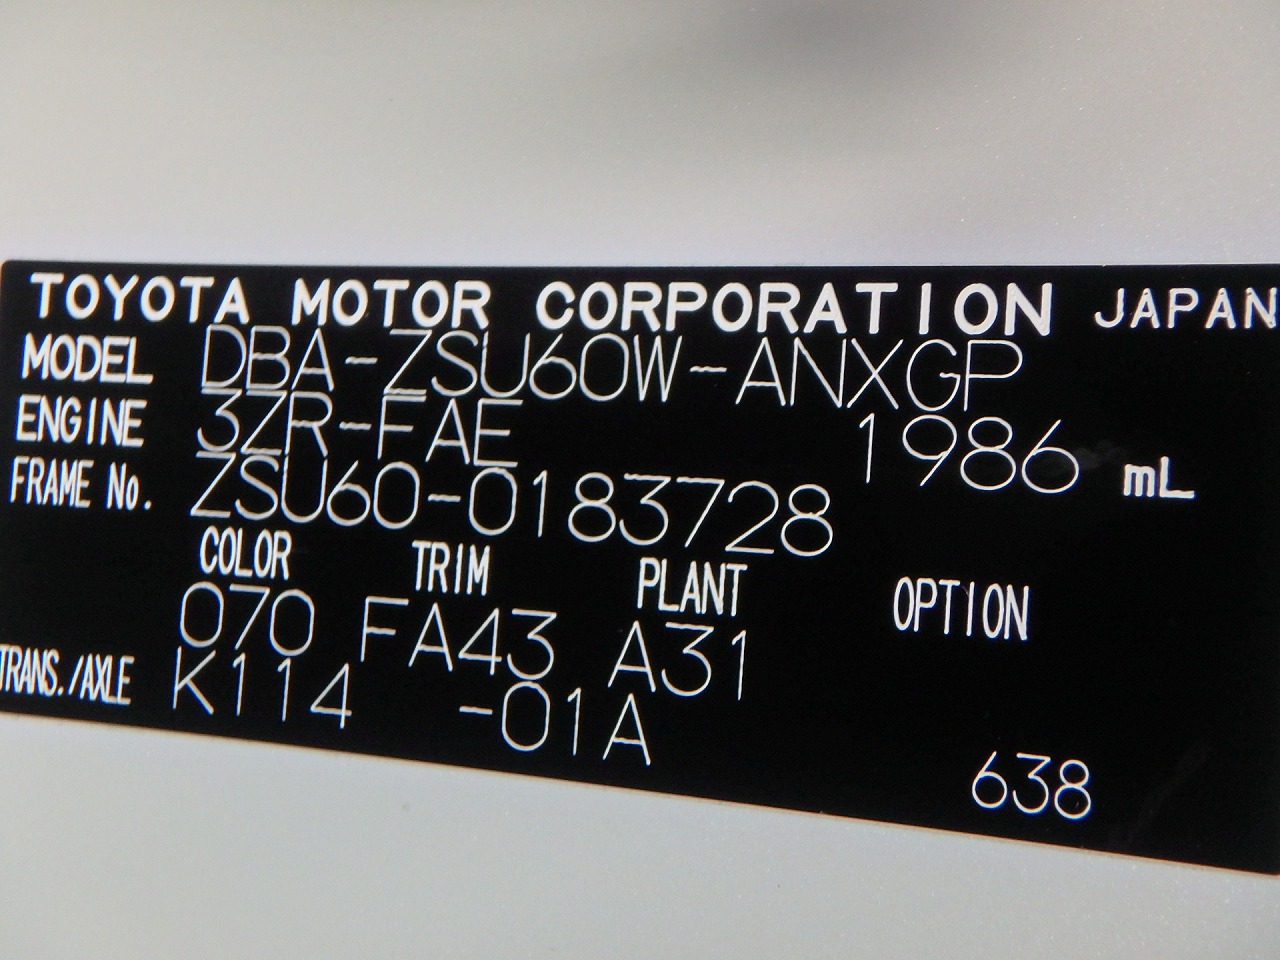 TOYOTA MOTOR CORPORATION JAPAN
MODEL DBA-ZSU60W-ANXGP
ENGINE 3ZR-FAE 1986 mL
FRAME No. ZSU60-0183728
COLOR TRIM PLANT OPTION
070 FA43 A31
TRANS./AXLE K114 -01A
638